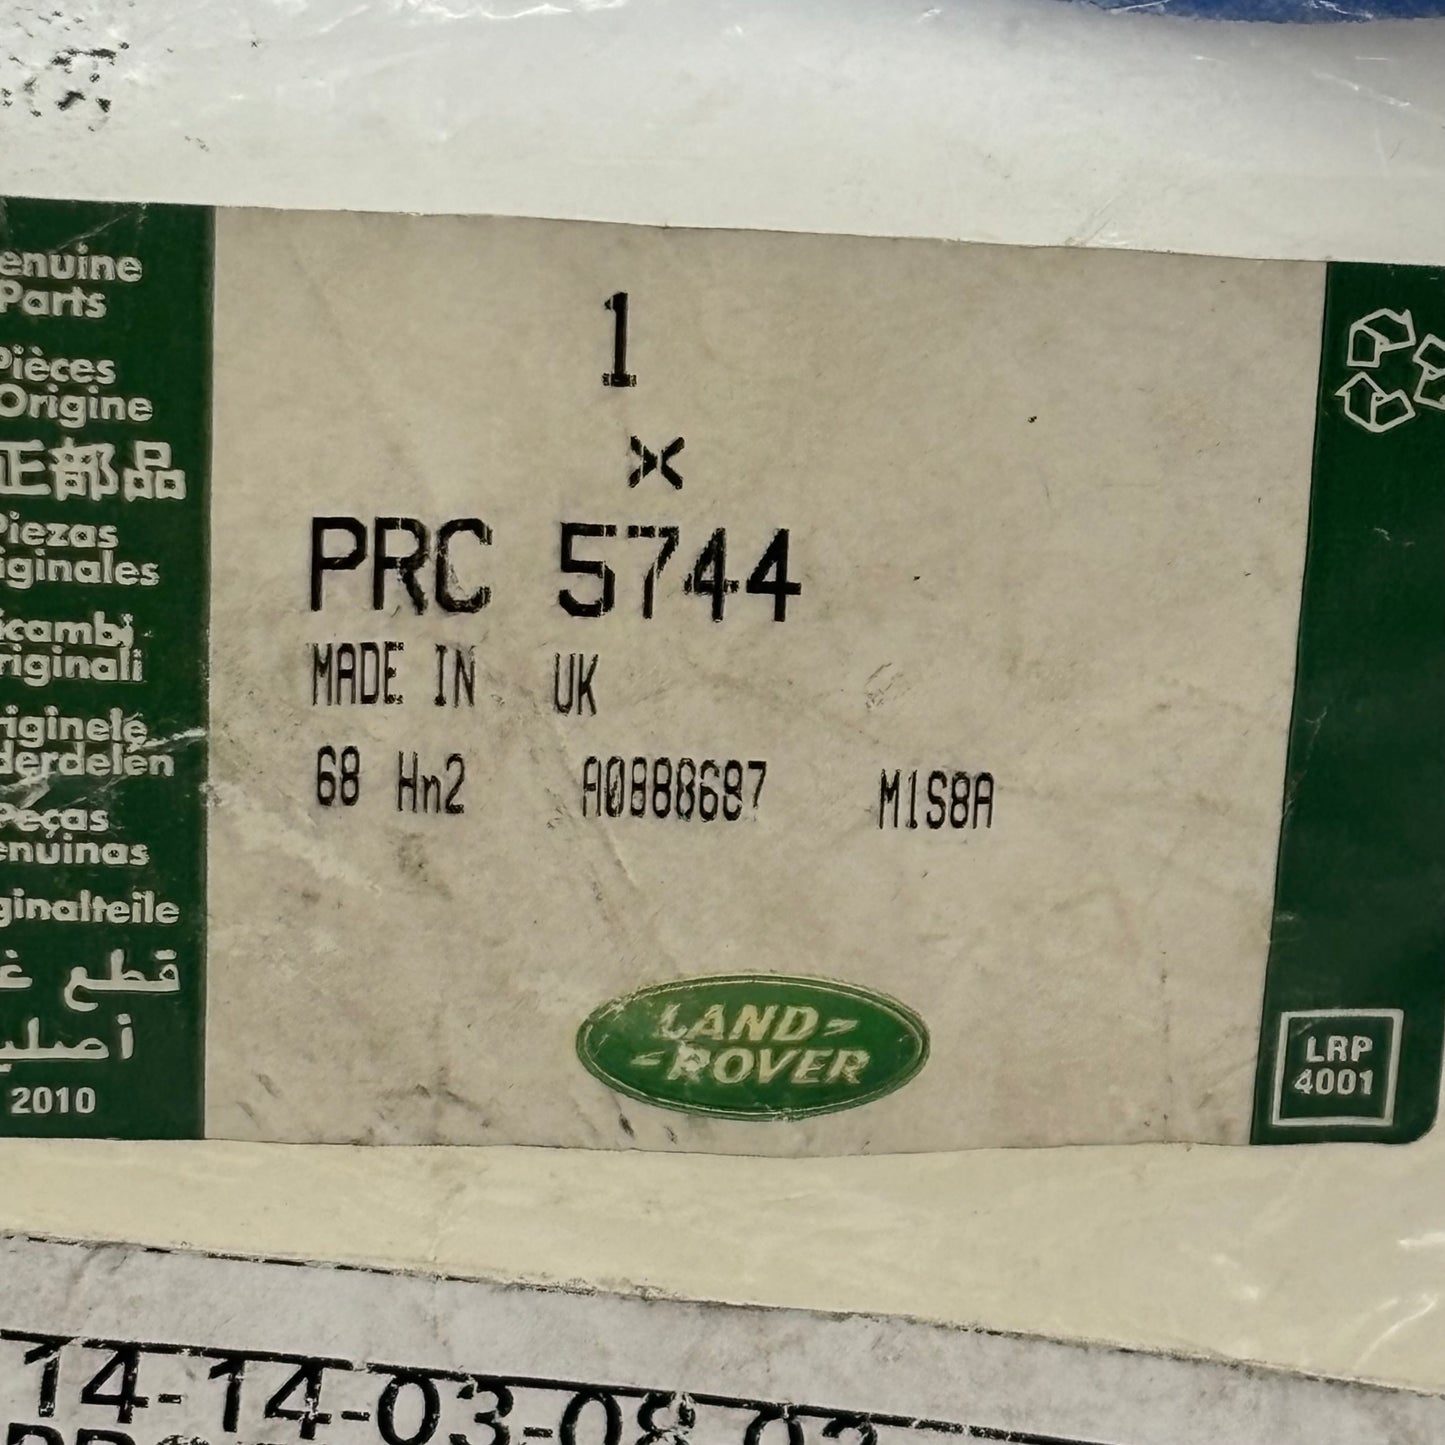 enuine
Parts
Pièces
Origine
正部品
Piezas
iginales
icambi
riginali
riginele
derdelen
Peças
enuinas
ginalteile
قطع غ
أصلي
2010
1
×
PRC 5744
MADE IN UK
68 Hn2 A0888687 M1S8A
LAND-
-ROVER
LRP
4001
14-14-03-08